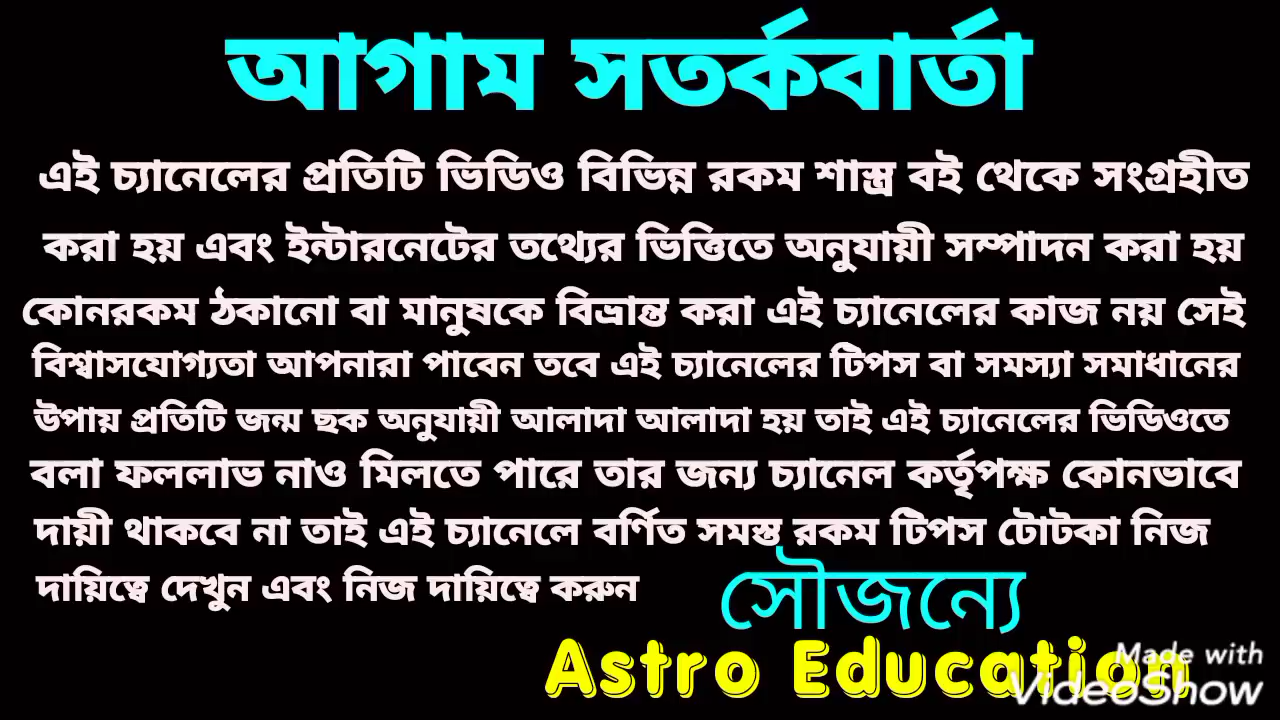 আগাম সতর্কবার্তা
এই চ্যানেলের প্রতিটি ভিডিও বিভিন্ন রকম শাস্ত্র বই থেকে সংগ্রহীত
করা হয় এবং ইন্টারনেটের তথ্যের ভিত্তিতে অনুযায়ী সম্পাদন করা হয়
কোনরকম ঠকানো বা মানুষকে বিভ্রান্ত করা এই চ্যানেলের কাজ নয় সেই
বিশ্বাসযোগ্যতা আপনারা পাবেন তবে এই চ্যানেলের টিপস বা সমস্যা সমাধানের
উপায় প্রতিটি জন্ম ছক অনুযায়ী আলাদা আলাদা হয় তাই এই চ্যানেলের ভিডিওতে
বলা ফললাভ নাও মিলতে পারে তার জন্য চ্যানেল কর্তৃপক্ষ কোনভাবে
দায়ী থাকবে না তাই এই চ্যানেলে বর্ণিত সমস্ত রকম টিপস টোটকা নিজ
দায়িত্বে দেখুন এবং নিজ দায়িত্বে করুন
সৌজন্যে
Astro Education
Made with
VideoShow